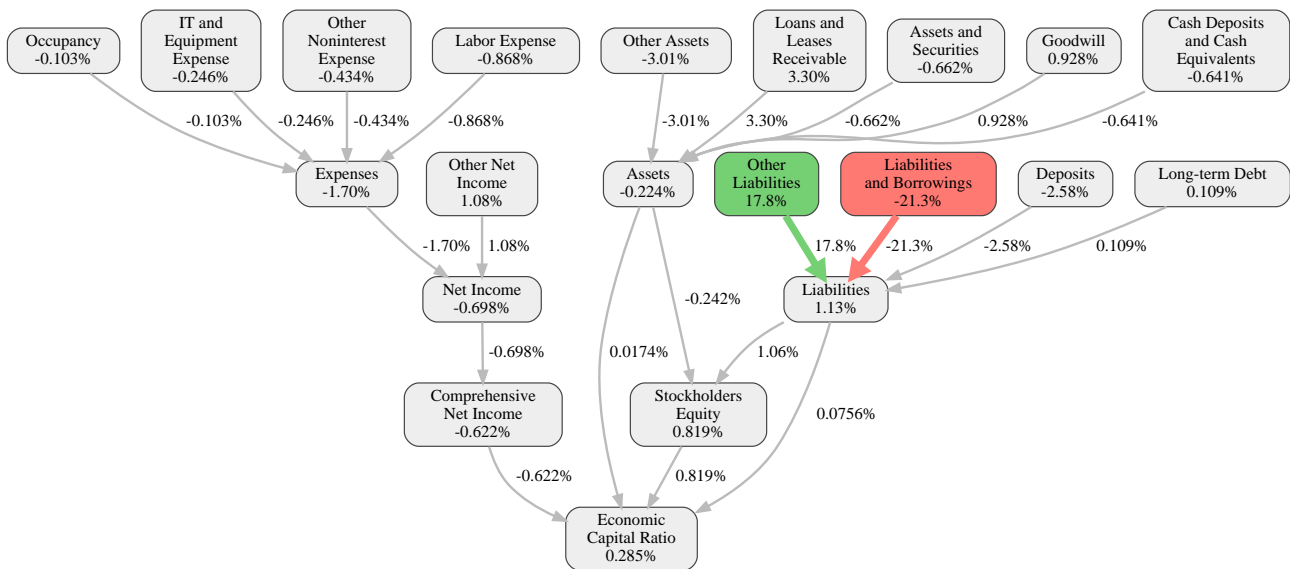 Occupancy
-0.103%
IT and
Equipment
Expense
-0.246%
Other
Noninterest
Expense
-0.434%
Labor Expense
-0.868%
Other Assets
-3.01%
Loans and
Leases
Receivable
3.30%
Assets and
Securities
-0.662%
Goodwill
0.928%
Cash Deposits
and Cash
Equivalents
-0.641%
-0.103%
-0.246%
-0.434%
-0.868%
-3.01%
3.30%
-0.662%
0.928%
-0.641%
Expenses
-1.70%
Other Net
Income
1.08%
Assets
-0.224%
Other
Liabilities
17.8%
Liabilities
and Borrowings
-21.3%
Deposits
-2.58%
Long-term Debt
0.109%
-1.70%
1.08%
17.8%
-21.3%
-2.58%
0.109%
Net Income
-0.698%
-0.242%
Liabilities
1.13%
-0.698%
0.0174%
1.06%
Comprehensive
Net Income
-0.622%
Stockholders
Equity
0.819%
0.0756%
-0.622%
0.819%
Economic
Capital Ratio
0.285%